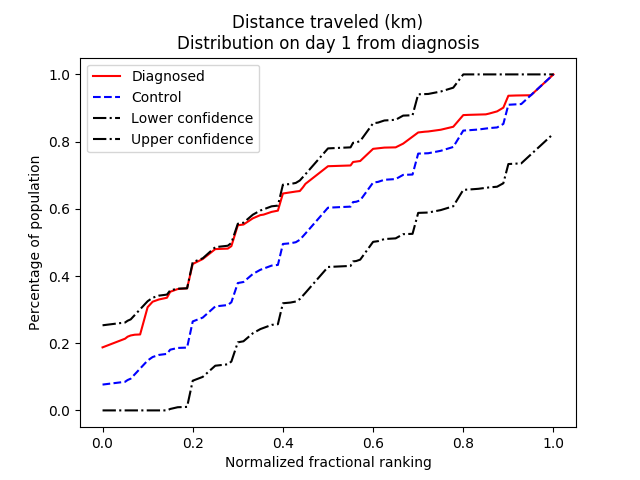 Distance traveled (km)
Distribution on day 1 from diagnosis
Diagnosed
Control
Lower confidence
Upper confidence
Percentage of population
1.0
0.8
0.6
0.4
0.2
0.0
0.0 0.2 0.4 0.6 0.8 1.0
Normalized fractional ranking